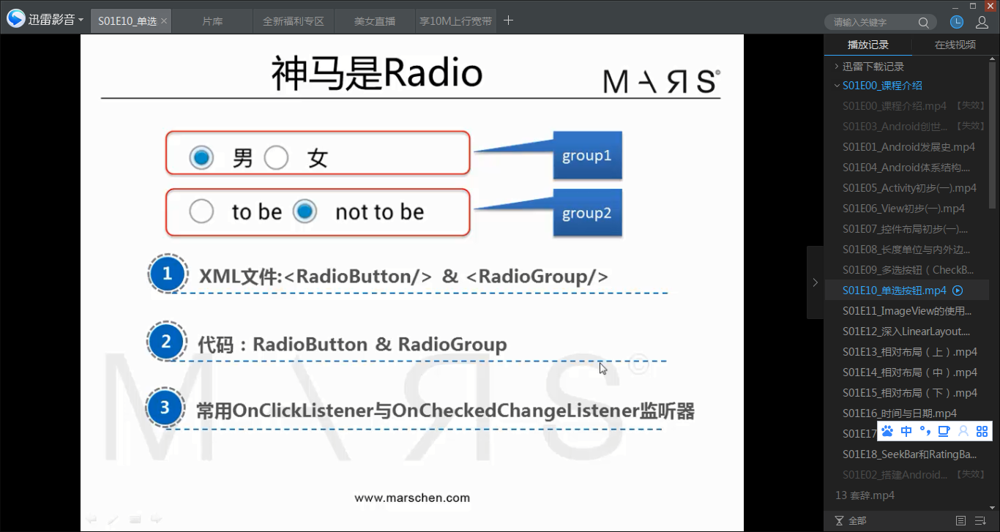 迅雷影音
S01E10_单选
片库
全新福利专区
美女直播
享10M上行宽带
请输入关键字
神马是Radio
MARS
男 女
group1
to be not to be
group2
1 XML文件:<RadioButton/> & <RadioGroup/>
2 代码：RadioButton & RadioGroup
3 常用OnClickListener与OnCheckedChangeListener监听器
MARS
www.marschen.com
播放记录 在线视频
迅雷下载记录
S01E00_课程介绍
S01E00_课程介绍.mp4 【失效】
S01E03_Android创世... 【失效】
S01E01_Android发展史.mp4
S01E04_Android体系结构....
S01E05_Activity初步(一).mp4
S01E06_View初步(一).mp4
S01E07_控件布局初步(一)....
S01E08_长度单位与内外边...
S01E09_多选按钮（CheckB...
S01E10_单选按钮.mp4
S01E11_ImageView的使用...
S01E12_深入LinearLayout....
S01E13_相对布局（上）.mp4
S01E14_相对布局（中）.mp4
S01E15_相对布局（下）.mp4
S01E16_时间与日期.mp4
S01E17
中
S01E18_SeekBar和RatingBa...
S01E02_搭建Android... 【失效】
13 套辞.mp4
全部